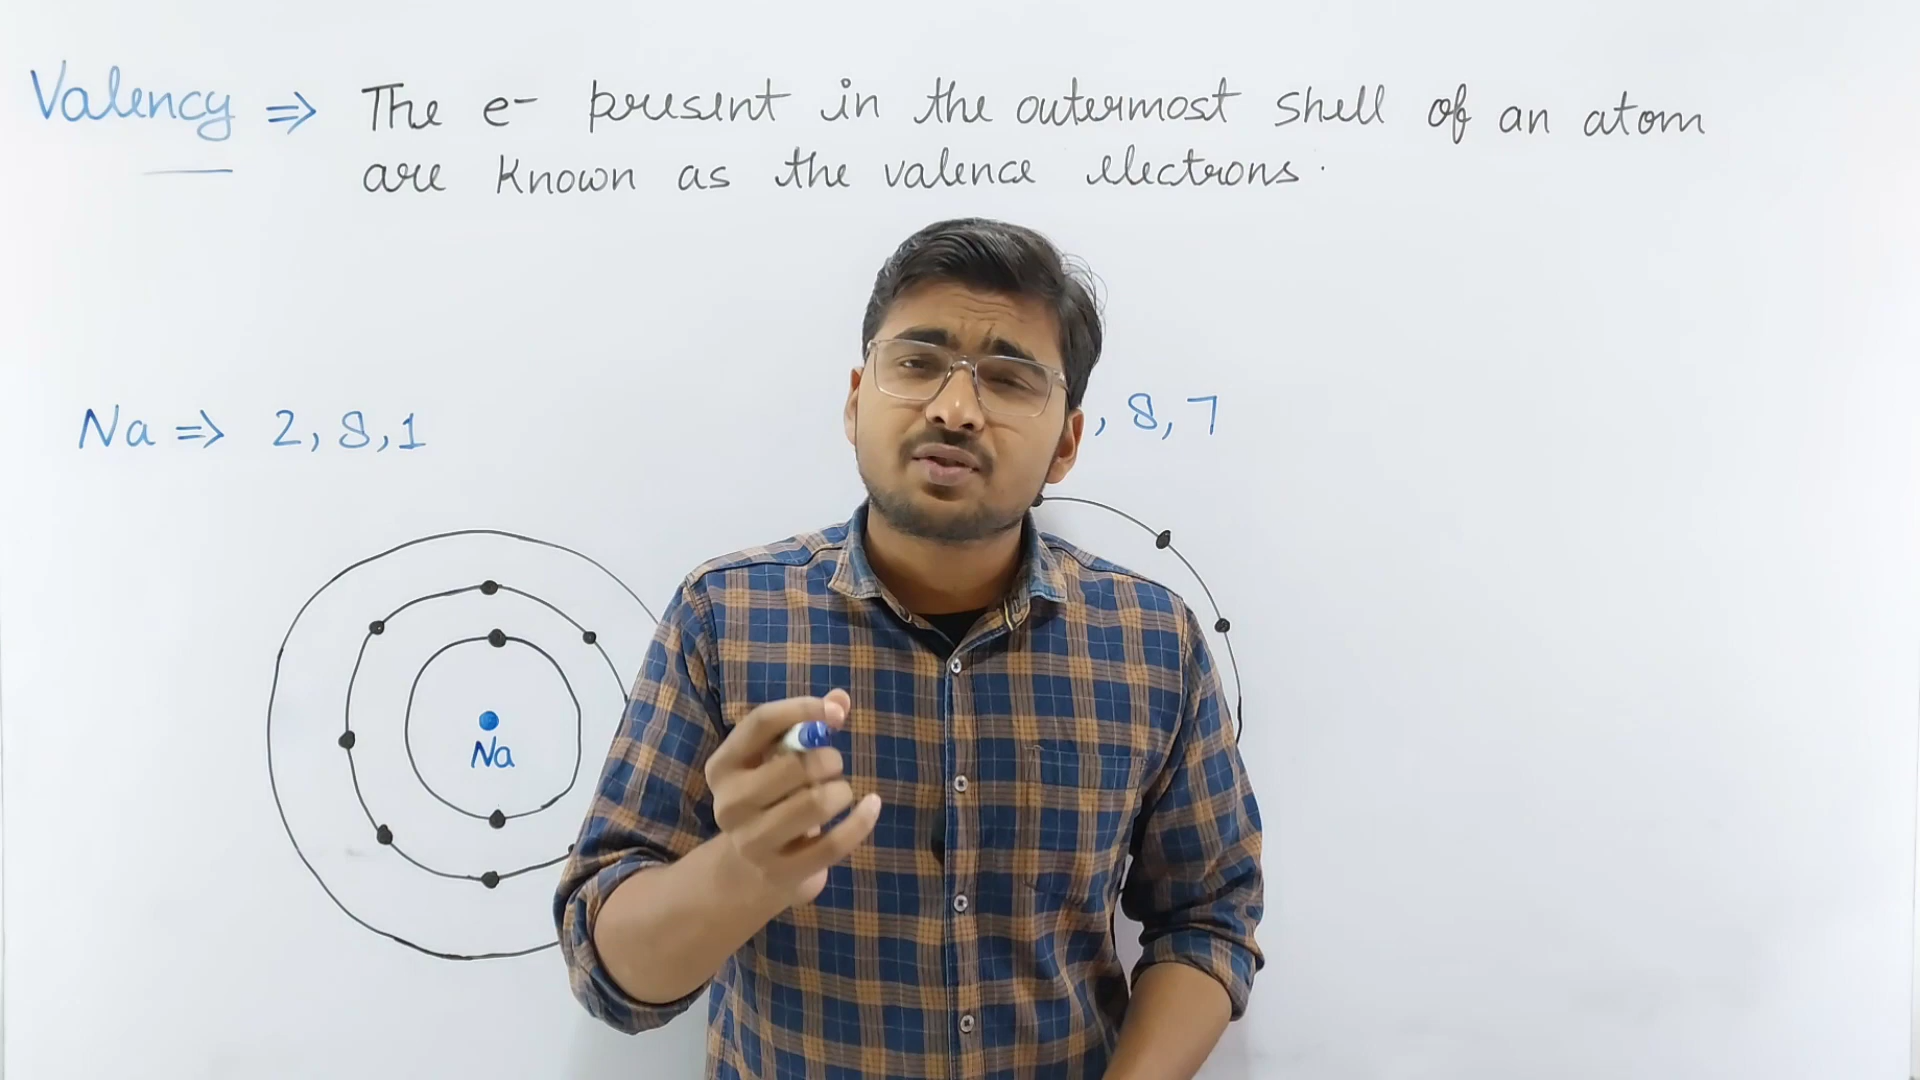 Valency ⇒ The e- present in the outermost shell of an atom
are known as the valence electrons.
Na ⇒ 2, 8, 1
, 8, 7
Na